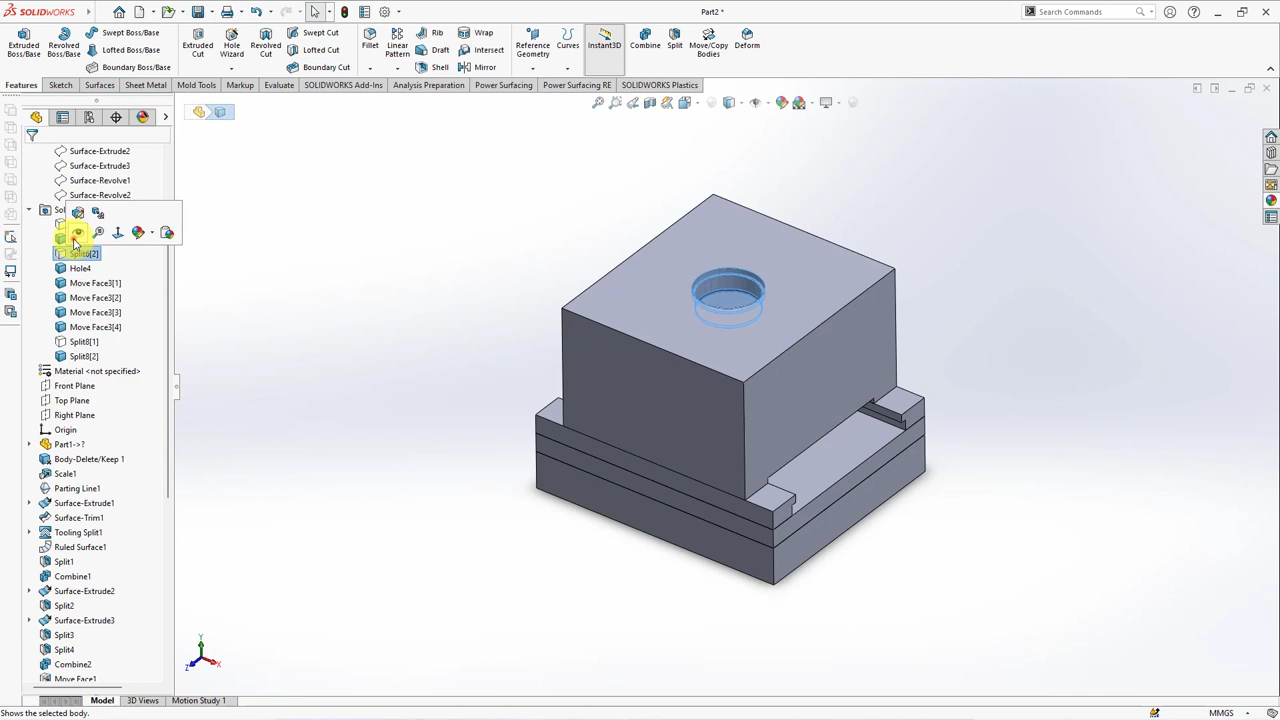 SOLIDWORKS
Part2 *
Search Commands
Extruded Boss/Base
Revolved Boss/Base
Swept Boss/Base
Lofted Boss/Base
Boundary Boss/Base
Extruded Cut
Hole Wizard
Revolved Cut
Swept Cut
Lofted Cut
Boundary Cut
Fillet
Linear Pattern
Rib
Draft
Shell
Wrap
Intersect
Mirror
Reference Geometry
Curves
Instant3D
Combine
Split
Move/Copy Bodies
Deform
Features
Sketch
Surfaces
Sheet Metal
Mold Tools
Markup
Evaluate
SOLIDWORKS Add-Ins
Analysis Preparation
Power Surfacing
Power Surfacing RE
SOLIDWORKS Plastics
Surface-Extrude2
Surface-Extrude3
Surface-Revolve1
Surface-Revolve2
Hole4
Move Face3[1]
Move Face3[2]
Move Face3[3]
Move Face3[4]
Split8[1]
Split8[2]
Material <not specified>
Front Plane
Top Plane
Right Plane
Origin
Part1->?
Body-Delete/Keep 1
Scale1
Parting Line1
Surface-Extrude1
Surface-Trim1
Tooling Split1
Ruled Surface1
Split1
Combine1
Surface-Extrude2
Split2
Surface-Extrude3
Split3
Split4
Combine2
Move Face1
Y
Z
X
Model
3D Views
Motion Study 1
Shows the selected body.
MMGS